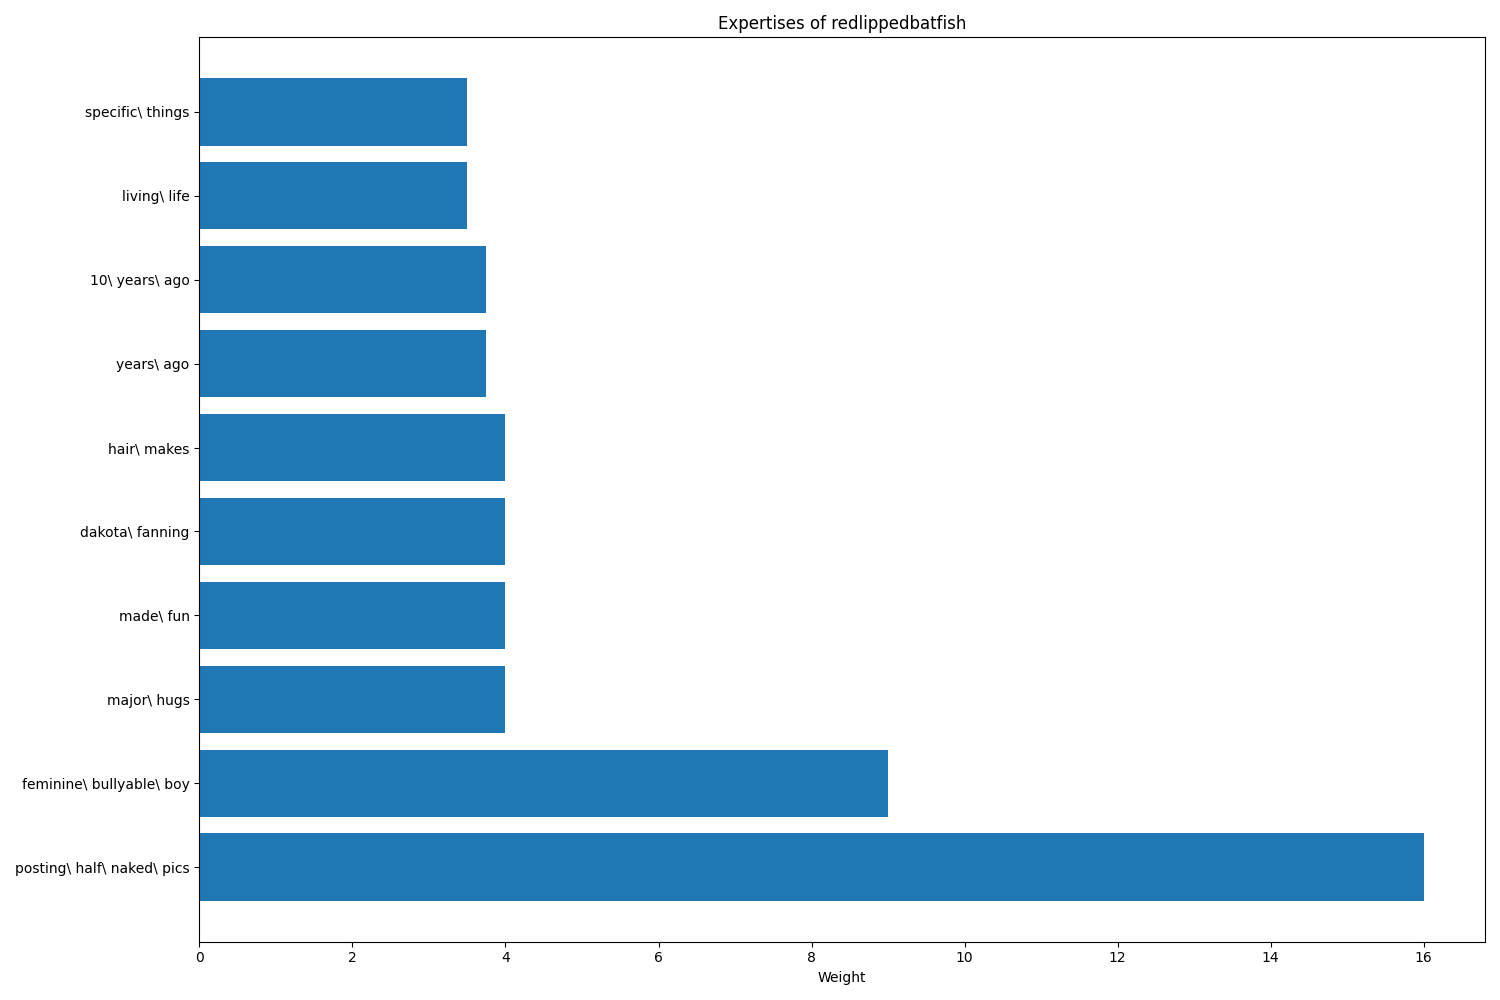 Expertises of redlippedbatfish
specific\ things
living\ life
10\ years\ ago
years\ ago
hair\ makes
dakota\ fanning
made\ fun
major\ hugs
feminine\ bullyable\ boy
posting\ half\ naked\ pics
0 2 4 6 8 10 12 14 16
Weight